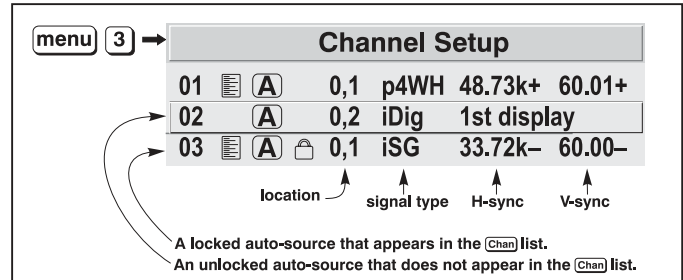 menu 3 Channel Setup
01 A 0,1 p4WH 48.73k+ 60.01+
02 A 0,2 iDig 1st display
03 A 0,1 iSG 33.72k– 60.00–
location signal type H-sync V-sync
A locked auto-source that appears in the Chan list.
An unlocked auto-source that does not appear in the Chan list.